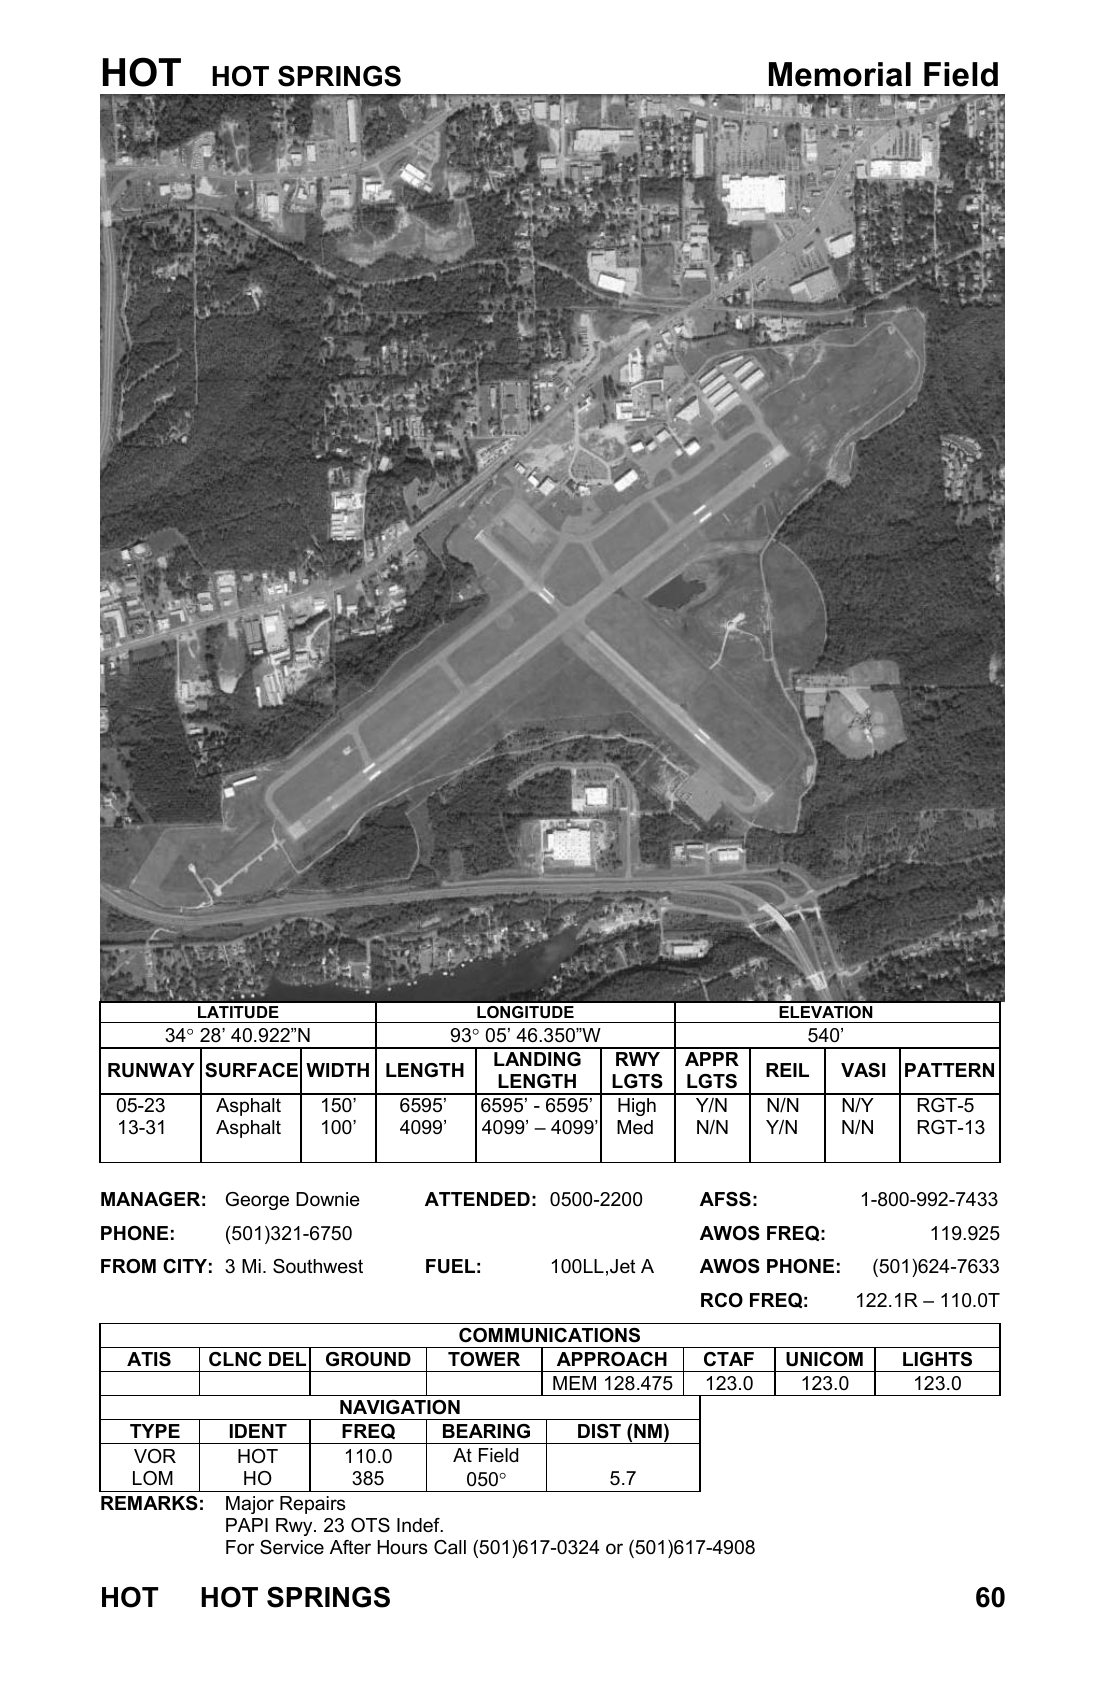 HOT HOT SPRINGS Memorial Field
LATITUDE LONGITUDE ELEVATION
34° 28’ 40.922”N 93° 05’ 46.350”W 540’
RUNWAY SURFACE WIDTH LENGTH LANDING LENGTH RWY LGTS APPR LGTS REIL VASI PATTERN
05-23 Asphalt 150’ 6595’ 6595’ - 6595’ High Y/N N/N N/Y RGT-5
13-31 Asphalt 100’ 4099’ 4099’ – 4099’ Med N/N Y/N N/N RGT-13
MANAGER: George Downie ATTENDED: 0500-2200 AFSS: 1-800-992-7433
PHONE: (501)321-6750 AWOS FREQ: 119.925
FROM CITY: 3 Mi. Southwest FUEL: 100LL,Jet A AWOS PHONE: (501)624-7633
RCO FREQ: 122.1R – 110.0T
COMMUNICATIONS
ATIS CLNC DEL GROUND TOWER APPROACH CTAF UNICOM LIGHTS
MEM 128.475 123.0 123.0 123.0
NAVIGATION
TYPE IDENT FREQ BEARING DIST (NM)
VOR HOT 110.0 At Field
LOM HO 385 050° 5.7
REMARKS: Major Repairs
PAPI Rwy. 23 OTS Indef.
For Service After Hours Call (501)617-0324 or (501)617-4908
HOT HOT SPRINGS 60